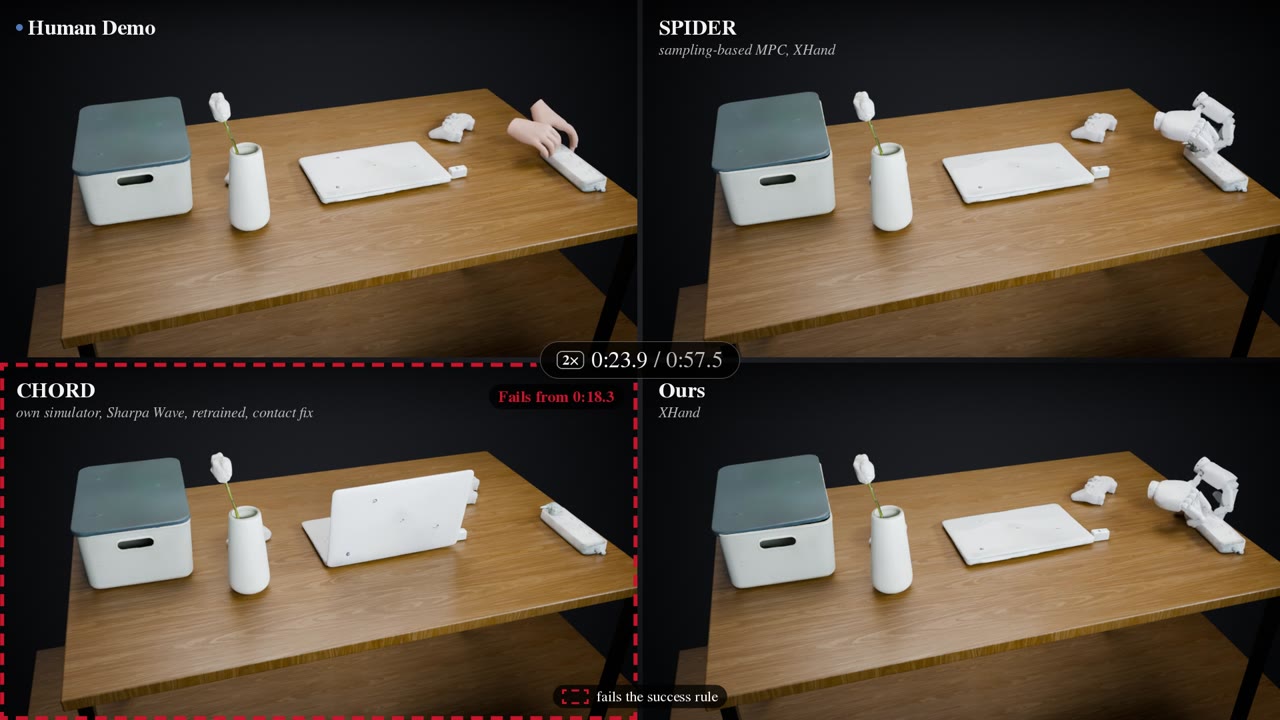 Human Demo
SPIDER
sampling-based MPC, XHand
2× 0:23.9 / 0:57.5
CHORD
own simulator, Sharpa Wave, retrained, contact fix
Fails from 0:18.3
Ours
XHand
fails the success rule